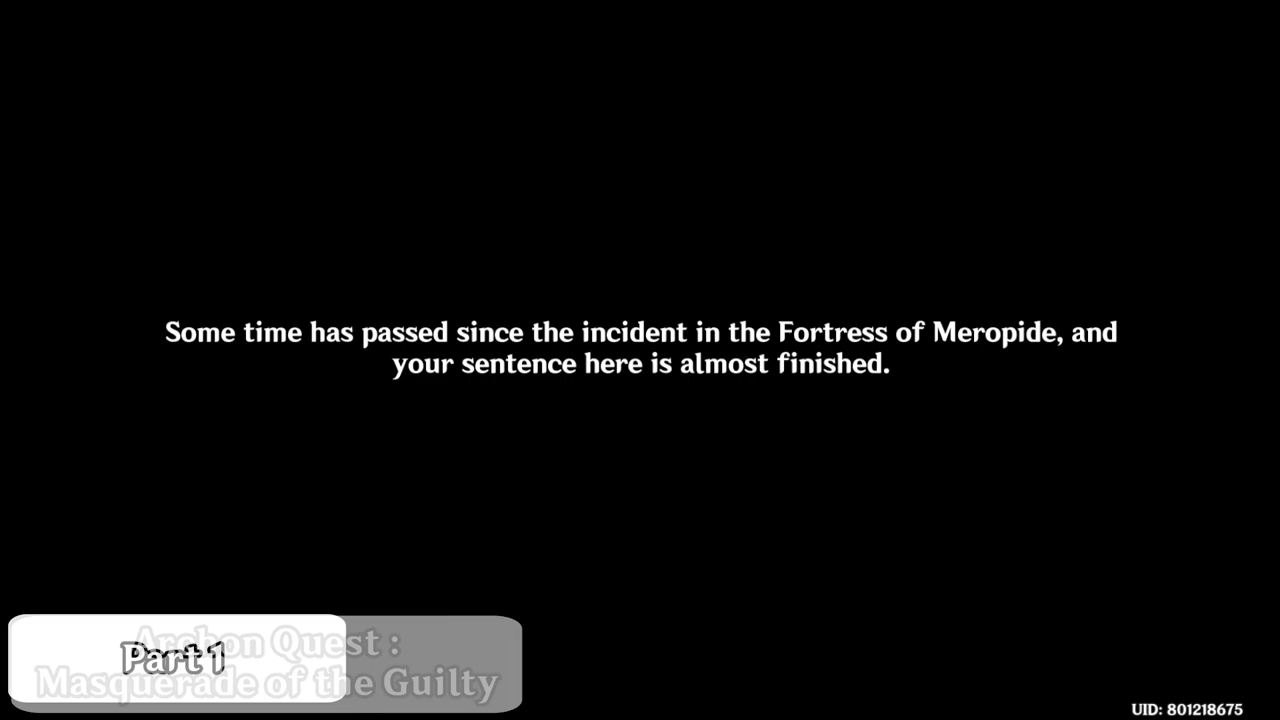 Some time has passed since the incident in the Fortress of Meropide, and
your sentence here is almost finished.
Archon Quest :
Part 1
Masquerade of the Guilty
UID: 801218675